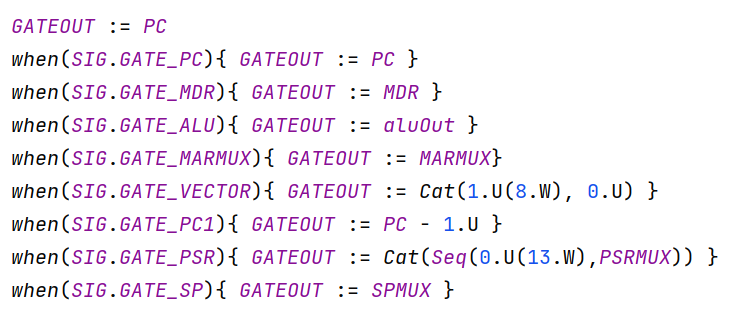 GATEOUT := PC
when(SIG.GATE_PC){ GATEOUT := PC }
when(SIG.GATE_MDR){ GATEOUT := MDR }
when(SIG.GATE_ALU){ GATEOUT := aluOut }
when(SIG.GATE_MARMUX){ GATEOUT := MARMUX}
when(SIG.GATE_VECTOR){ GATEOUT := Cat(1.U(8.W), 0.U) }
when(SIG.GATE_PC1){ GATEOUT := PC - 1.U }
when(SIG.GATE_PSR){ GATEOUT := Cat(Seq(0.U(13.W),PSRMUX)) }
when(SIG.GATE_SP){ GATEOUT := SPMUX }